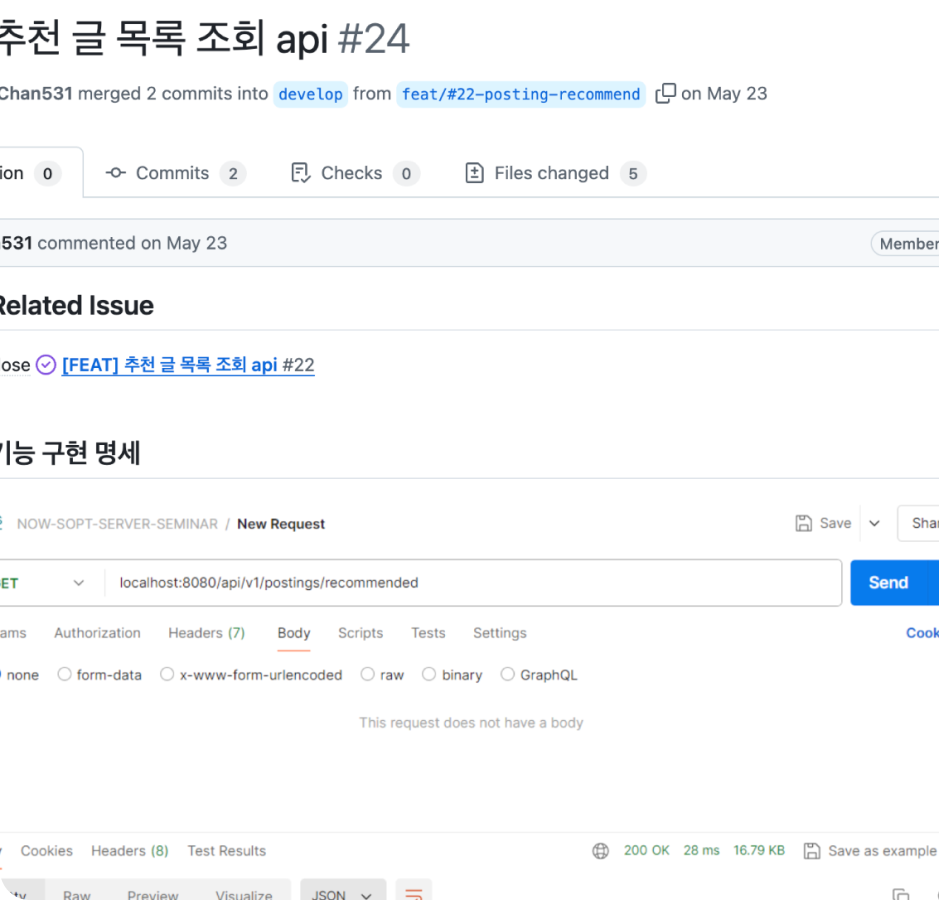 추천 글 목록 조회 api #24
Chan531 merged 2 commits into develop from feat/#22-posting-recommend on May 23
ion 0 Commits 2 Checks 0 Files changed 5
531 commented on May 23 Member
Related Issue
lose [FEAT] 추천 글 목록 조회 api #22
기능 구현 명세
NOW-SOPT-SERVER-SEMINAR / New Request Save Shar
GET localhost:8080/api/v1/postings/recommended Send
ams Authorization Headers (7) Body Scripts Tests Settings Cook
none form-data x-www-form-urlencoded raw binary GraphQL
This request does not have a body
Cookies Headers (8) Test Results 200 OK 28 ms 16.79 KB Save as example
Raw Preview Visualize JSON